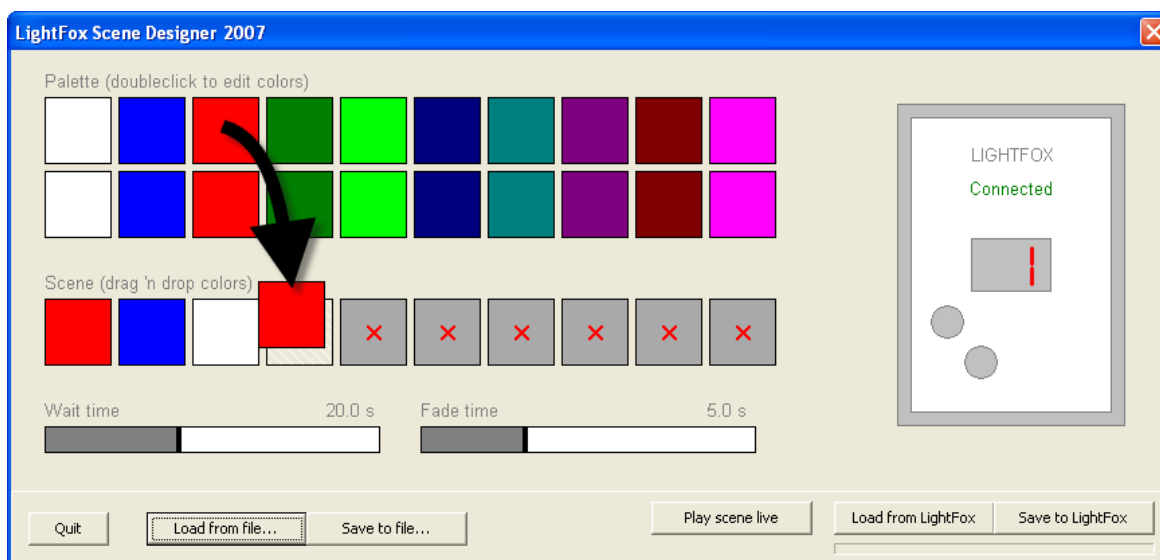 LightFox Scene Designer 2007
Palette (doubleclick to edit colors)
LIGHTFOX
Connected
1
Scene (drag 'n drop colors)
Wait time 20.0 s Fade time 5.0 s
Quit Load from file... Save to file... Play scene live Load from LightFox Save to LightFox